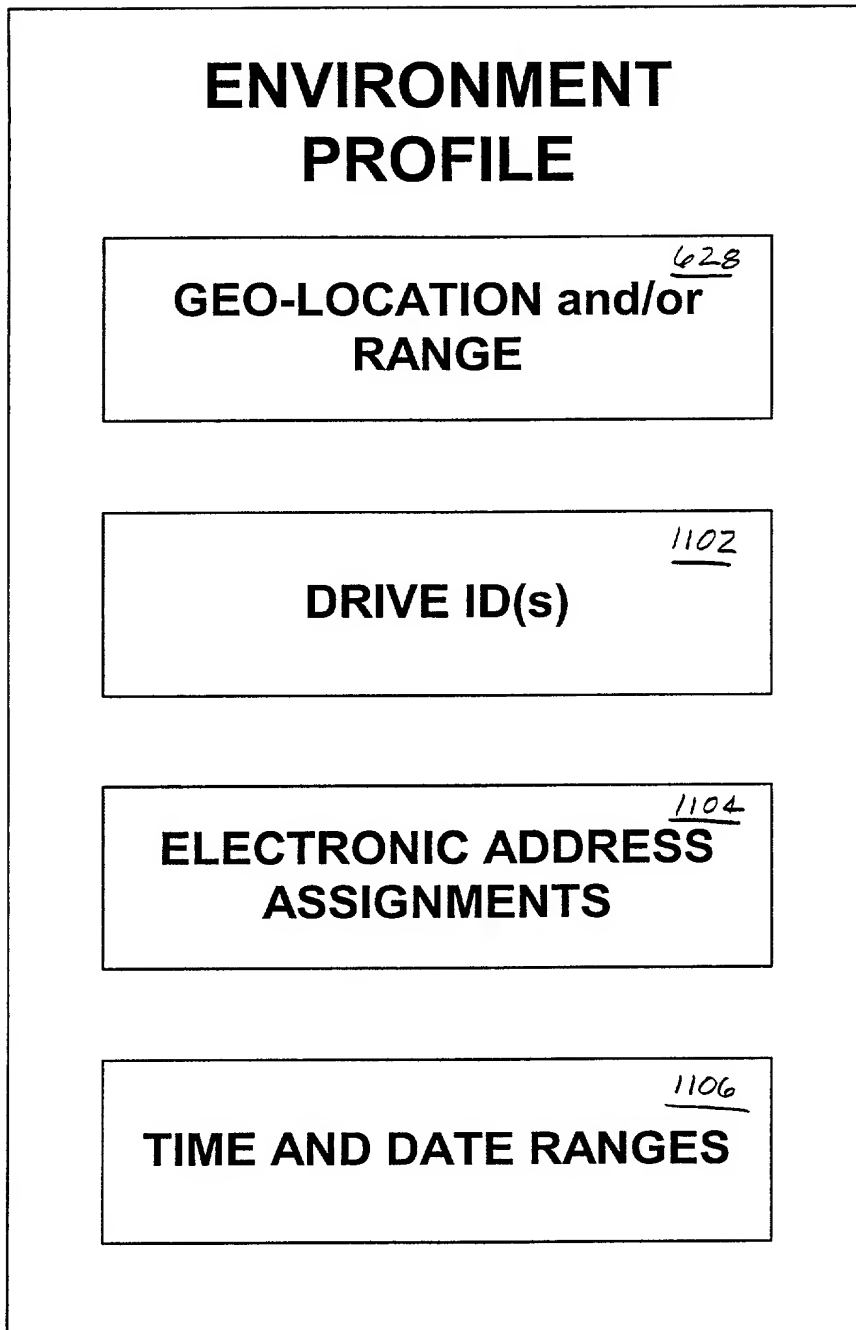 ENVIRONMENT
PROFILE
628
GEO-LOCATION and/or
RANGE
1102
DRIVE ID(s)
1104
ELECTRONIC ADDRESS
ASSIGNMENTS
1106
TIME AND DATE RANGES